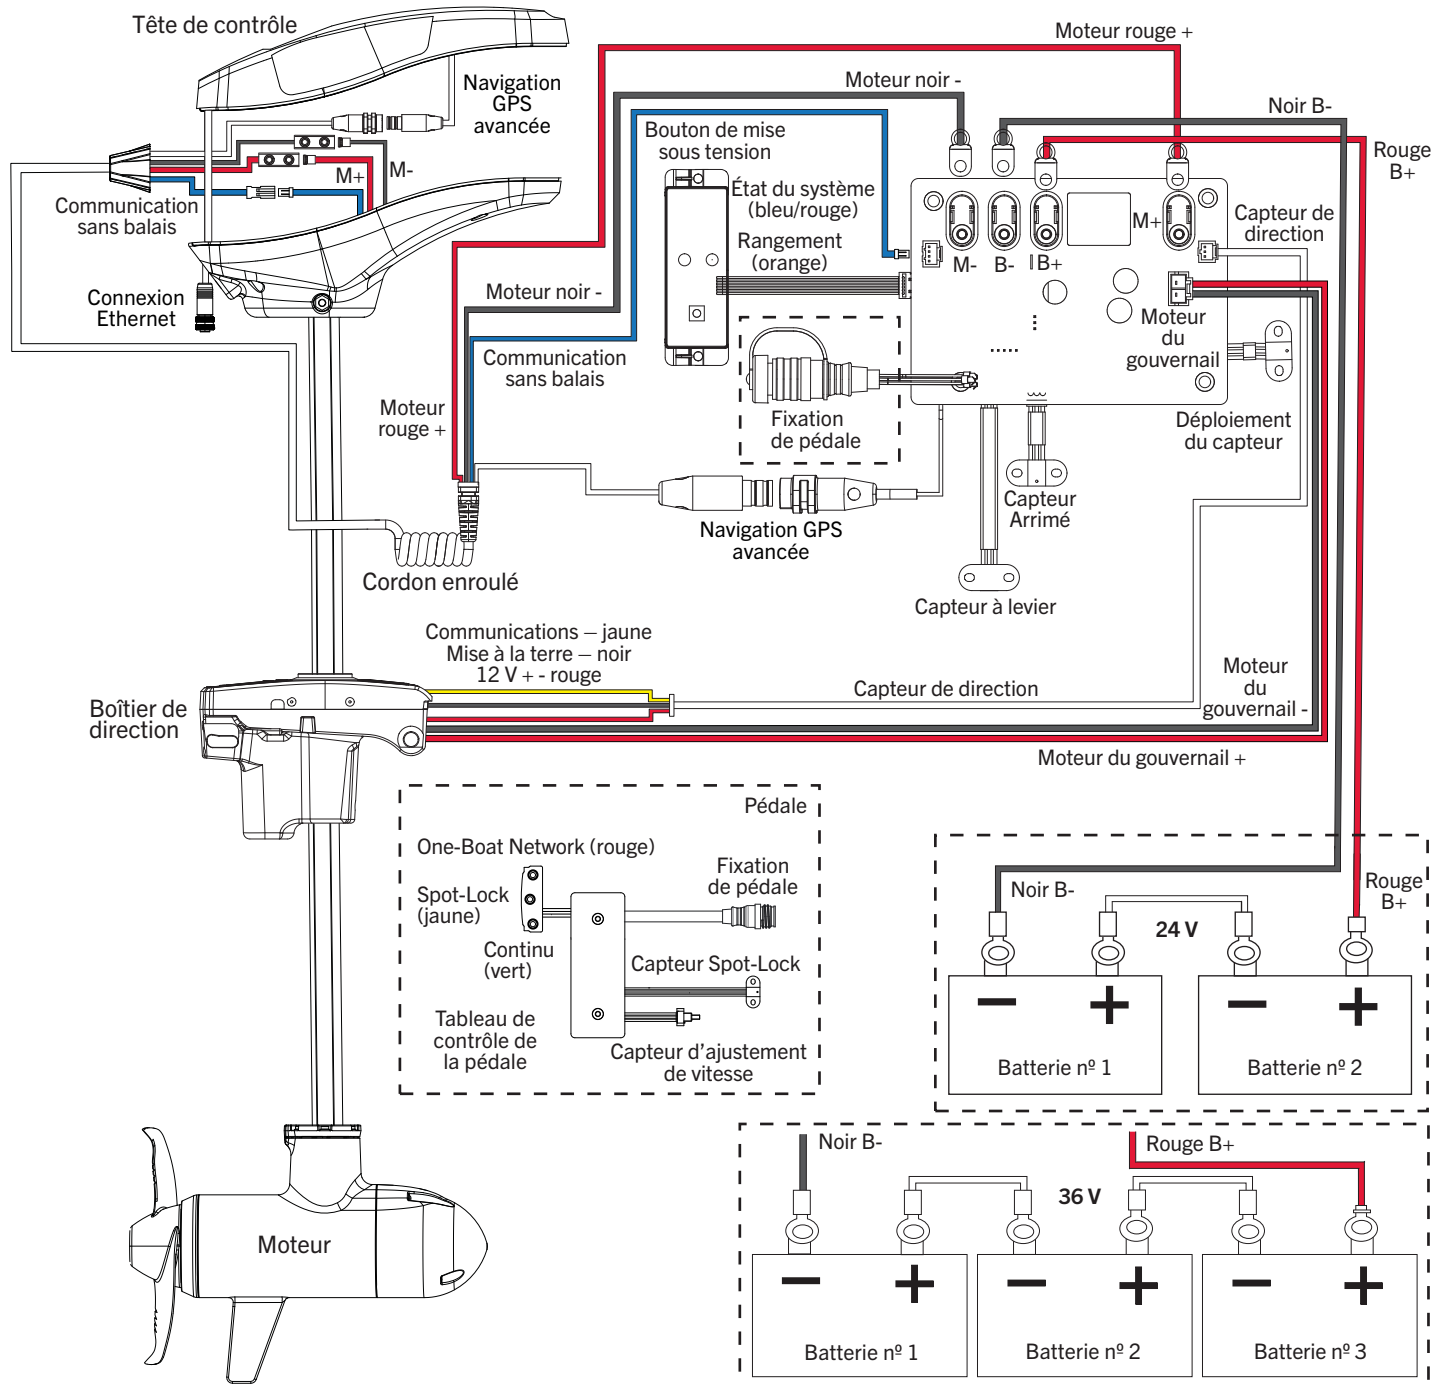 Tête de contrôle
Navigation
GPS
avancée
M+
M-
Communication
sans balais
Connexion
Ethernet
Moteur rouge +
Moteur noir -
Noir B-
Rouge
B+
Bouton de mise
sous tension
État du système
(bleu/rouge)
Rangement
(orange)
M-
B-
B+
M+
Capteur de
direction
Moteur noir -
Communication
sans balais
Moteur
rouge +
Moteur
du
gouvernail
Fixation
de pédale
Déploiement
du capteur
Capteur
Arrimé
Navigation GPS
avancée
Capteur à levier
Cordon enroulé
Communications – jaune
Mise à la terre – noir
12 V + - rouge
Capteur de direction
Moteur
du
gouvernail -
Boîtier de
direction
Moteur du gouvernail +
Pédale
One-Boat Network (rouge)
Spot-Lock
(jaune)
Continu
(vert)
Fixation
de pédale
Capteur Spot-Lock
Tableau de
contrôle de
la pédale
Capteur d'ajustement
de vitesse
Noir B-
Rouge
B+
24 V
Batterie nº 1
Batterie nº 2
Moteur
Noir B-
Rouge B+
36 V
Batterie nº 1
Batterie nº 2
Batterie nº 3